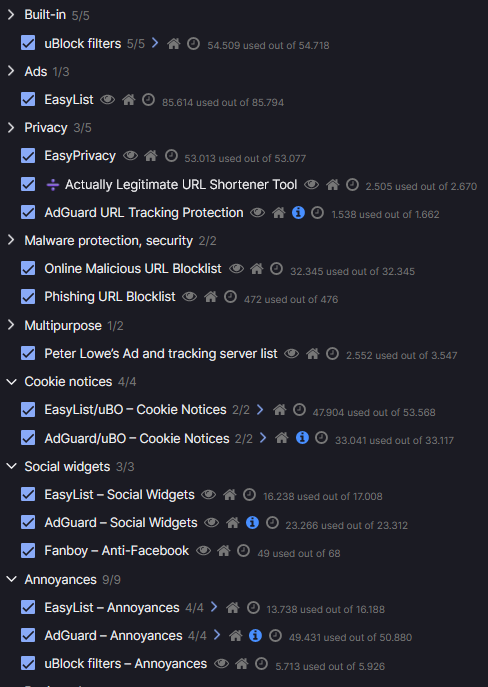 Built-in 5/5
uBlock filters 5/5 54.509 used out of 54.718
Ads 1/3
EasyList 85.614 used out of 85.794
Privacy 3/5
EasyPrivacy 53.013 used out of 53.077
➗ Actually Legitimate URL Shortener Tool 2.505 used out of 2.670
AdGuard URL Tracking Protection 1.538 used out of 1.662
Malware protection, security 2/2
Online Malicious URL Blocklist 32.345 used out of 32.345
Phishing URL Blocklist 472 used out of 476
Multipurpose 1/2
Peter Lowe’s Ad and tracking server list 2.552 used out of 3.547
Cookie notices 4/4
EasyList/uBO – Cookie Notices 2/2 47.904 used out of 53.568
AdGuard/uBO – Cookie Notices 2/2 33.041 used out of 33.117
Social widgets 3/3
EasyList – Social Widgets 16.238 used out of 17.008
AdGuard – Social Widgets 23.266 used out of 23.312
Fanboy – Anti-Facebook 49 used out of 68
Annoyances 9/9
EasyList – Annoyances 4/4 13.738 used out of 16.188
AdGuard – Annoyances 4/4 49.431 used out of 50.880
uBlock filters – Annoyances 5.713 used out of 5.926